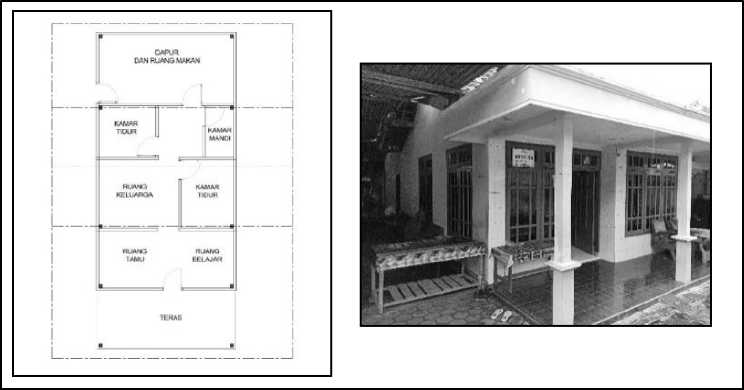 DAPUR
DAN RUANG MAKAN
KAMAR
TIDUR
KAMAR
MANDI
RUANG
KELUARGA
KAMAR
TIDUR
RUANG
TAMU
RUANG
BELAJAR
TERAS